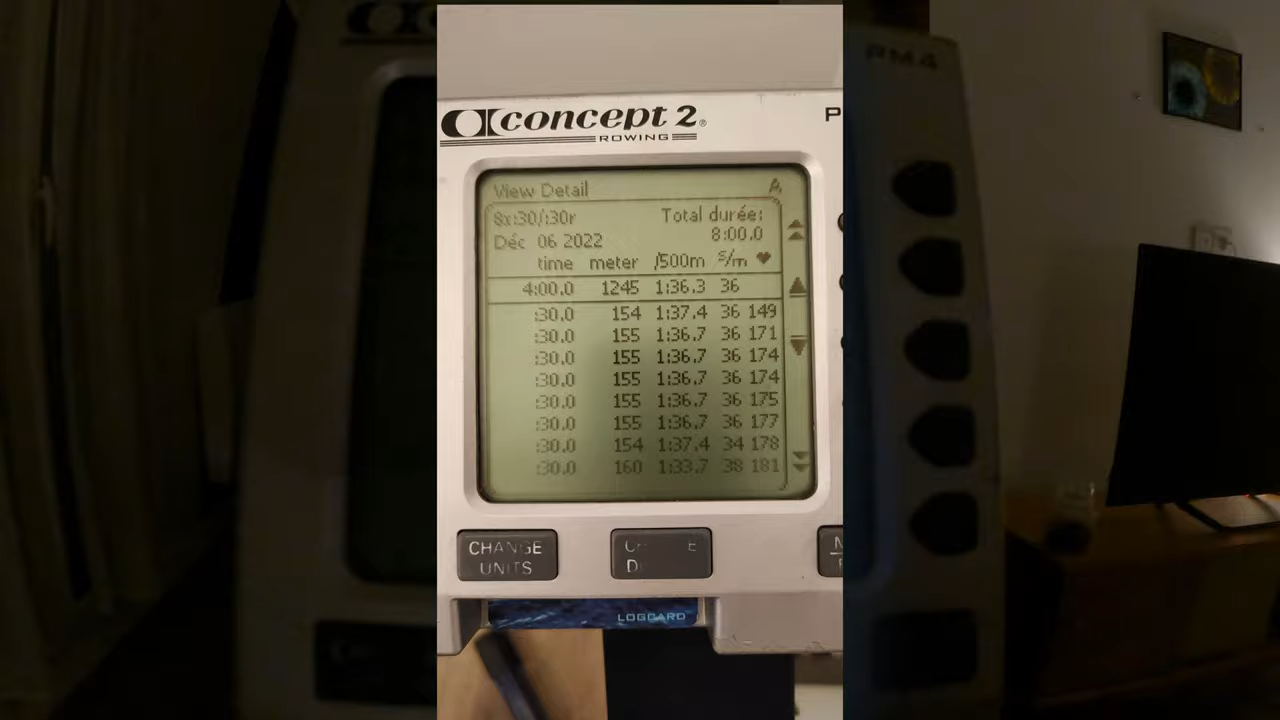 concept 2®
ROWING
PM4
View Detail
8x:30/:30r Total durée:
Déc 06 2022 8:00.0
time meter /500m s/m ♥
4:00.0 1245 1:36.3 36
:30.0 154 1:37.4 36 149
:30.0 155 1:36.7 36 171
:30.0 155 1:36.7 36 174
:30.0 155 1:36.7 36 174
:30.0 155 1:36.7 36 175
:30.0 155 1:36.7 36 177
:30.0 154 1:37.4 34 178
:30.0 160 1:33.7 38 181
CHANGE
UNITS
LOGCARD